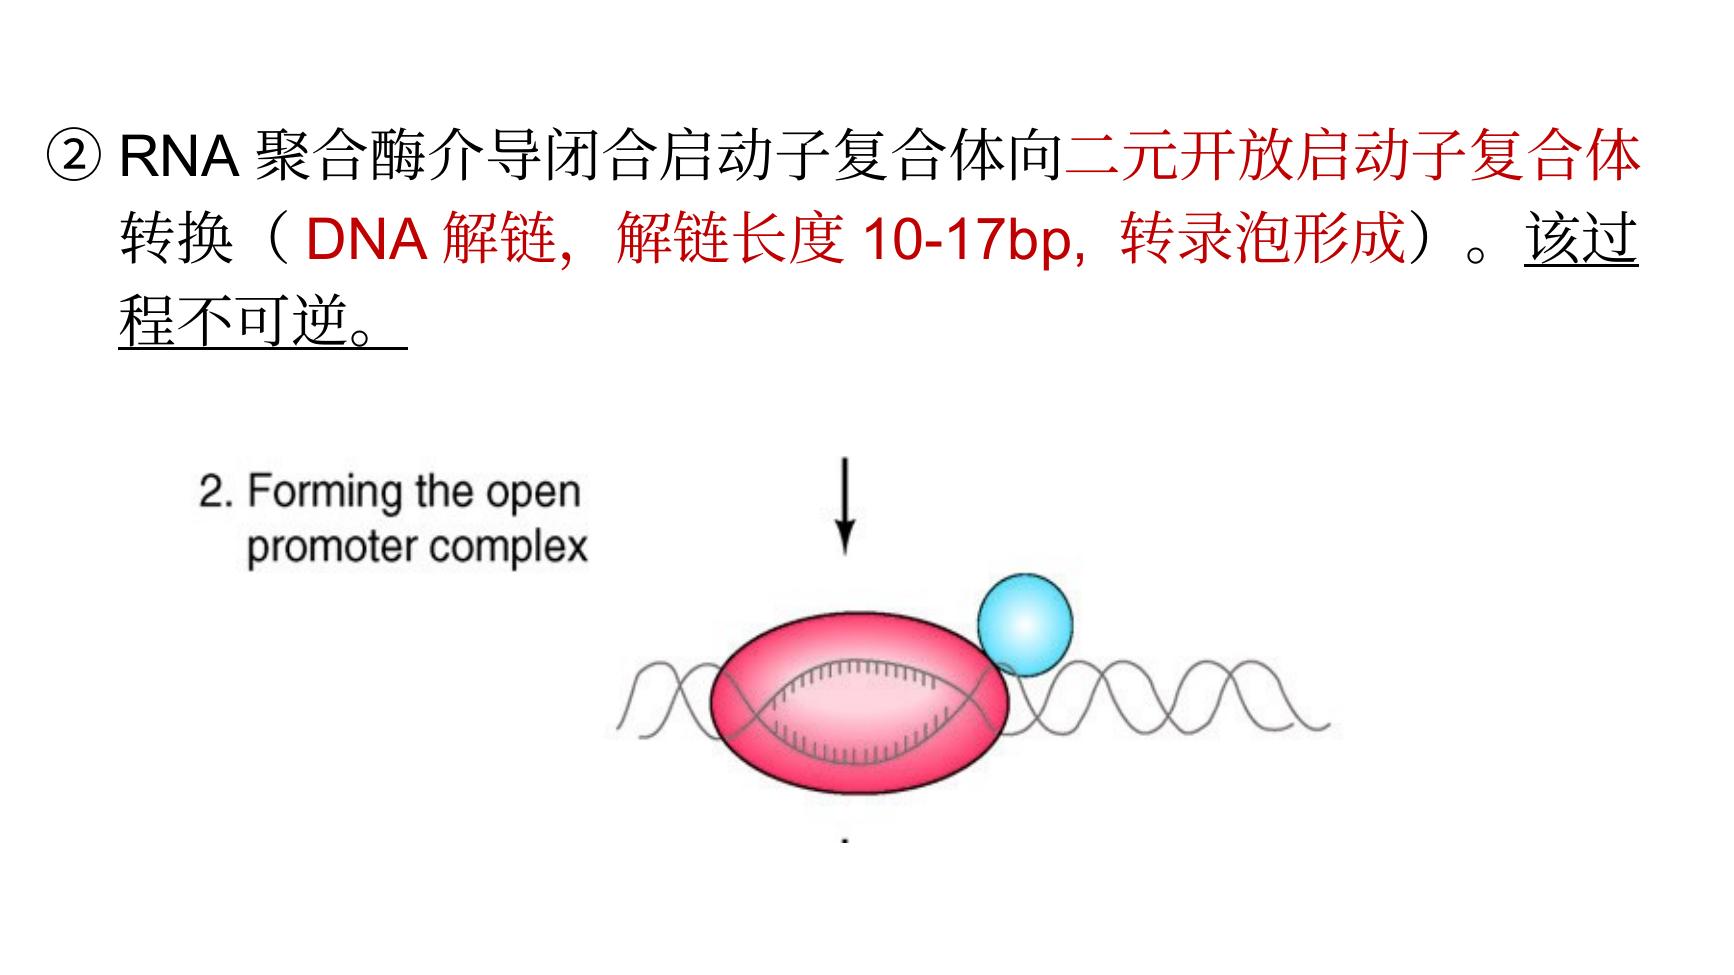 ② RNA 聚合酶介导闭合启动子复合体向二元开放启动子复合体
转换（ DNA 解链，解链长度 10-17bp, 转录泡形成）。该过
程不可逆。
2. Forming the open
promoter complex